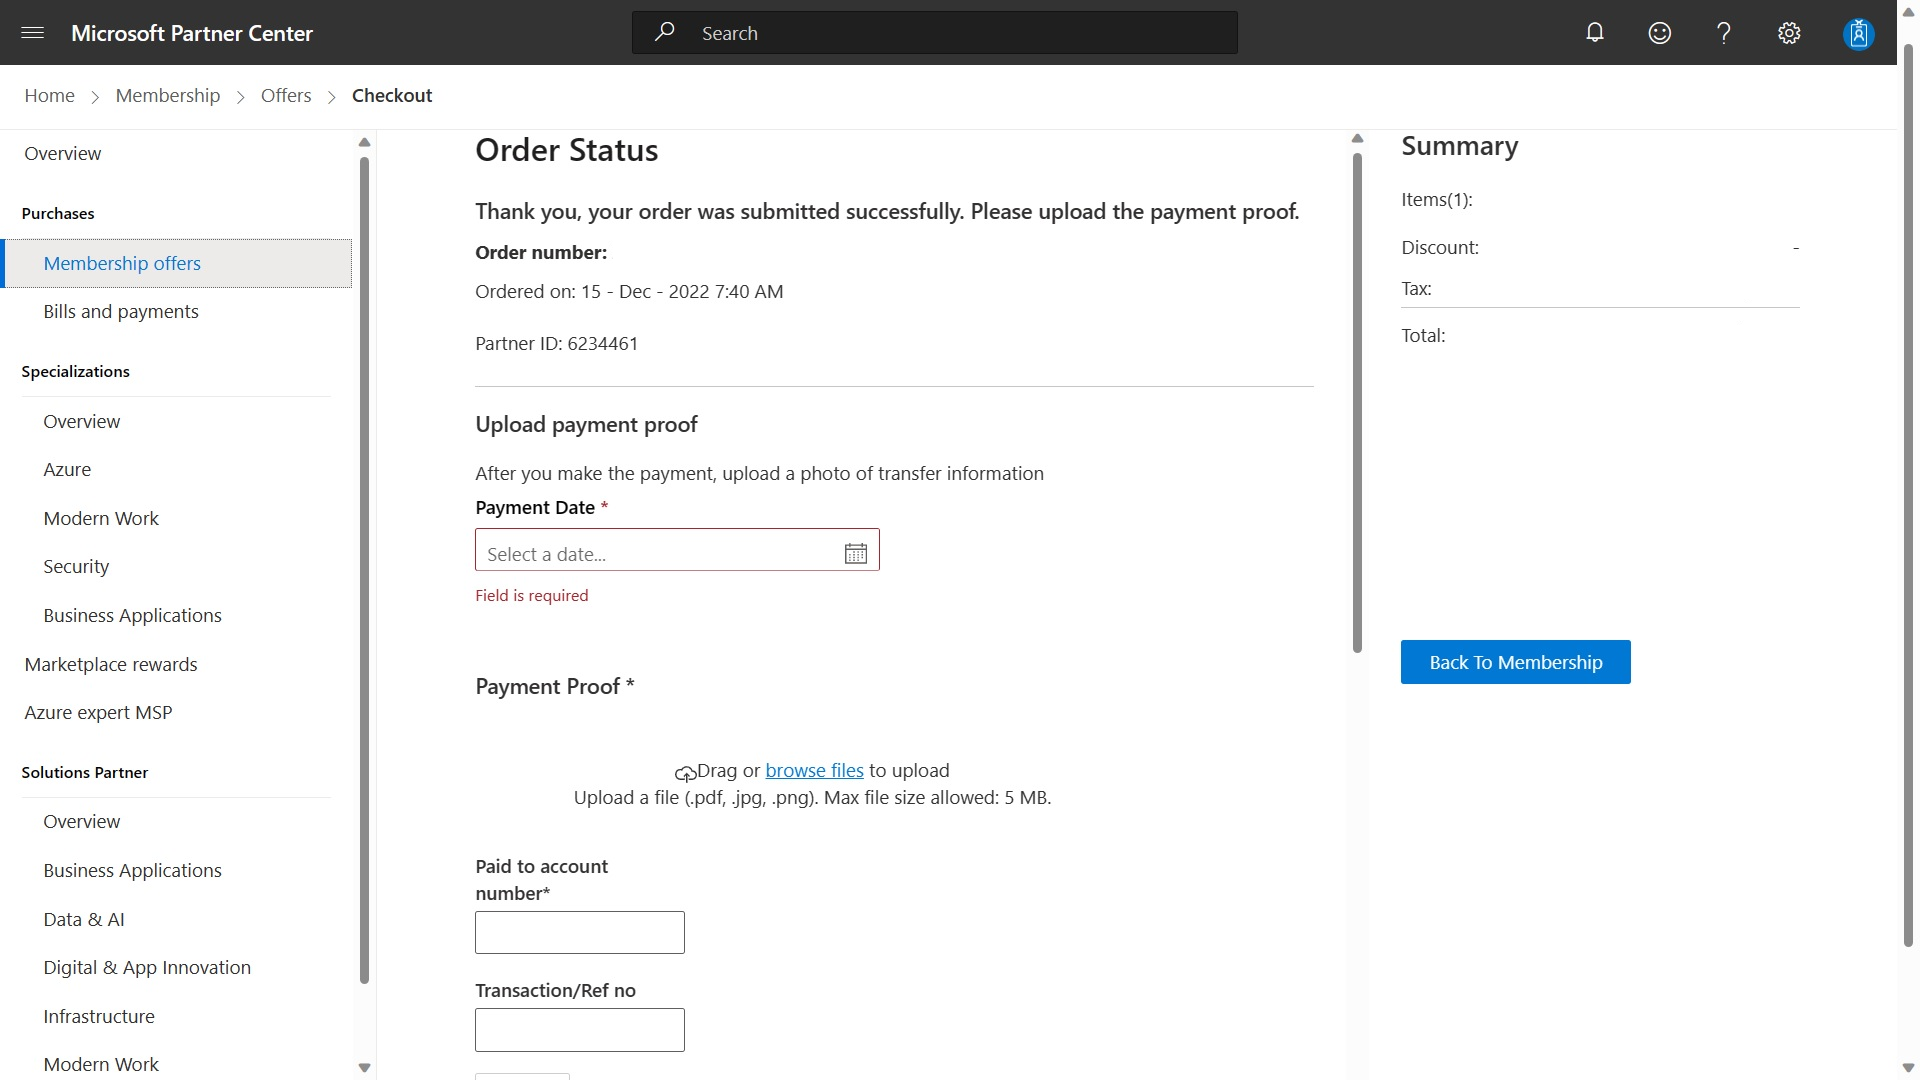 Microsoft Partner Center
Search
Home > Membership > Offers > Checkout
Overview
Purchases
Membership offers
Bills and payments
Specializations
Overview
Azure
Modern Work
Security
Business Applications
Marketplace rewards
Azure expert MSP
Solutions Partner
Overview
Business Applications
Data & AI
Digital & App Innovation
Infrastructure
Modern Work
Order Status
Thank you, your order was submitted successfully. Please upload the payment proof.
Order number:
Ordered on: 15 - Dec - 2022 7:40 AM
Partner ID: 6234461
Upload payment proof
After you make the payment, upload a photo of transfer information
Payment Date *
Select a date...
Field is required
Payment Proof *
Drag or browse files to upload
Upload a file (.pdf, .jpg, .png). Max file size allowed: 5 MB.
Paid to account
number*
Transaction/Ref no
Summary
Items(1):
Discount: -
Tax:
Total:
Back To Membership